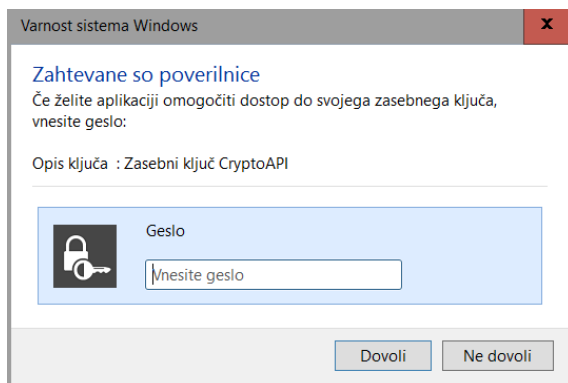 Varnost sistema Windows
x
Zahtevane so poverilnice
Če želite aplikaciji omogočiti dostop do svojega zasebnega ključa,
vnesite geslo:
Opis ključa : Zasebni ključ CryptoAPI
Geslo
Vnesite geslo
Dovoli
Ne dovoli